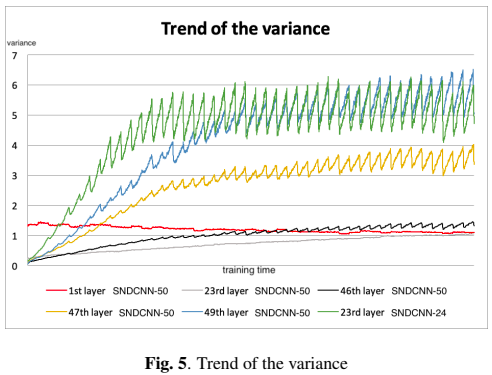 Trend of the variance
variance
7
6
5
4
3
2
1
0
training time
1st layer SNDCNN-50 23rd layer SNDCNN-50 46th layer SNDCNN-50
47th layer SNDCNN-50 49th layer SNDCNN-50 23rd layer SNDCNN-24
Fig. 5. Trend of the variance